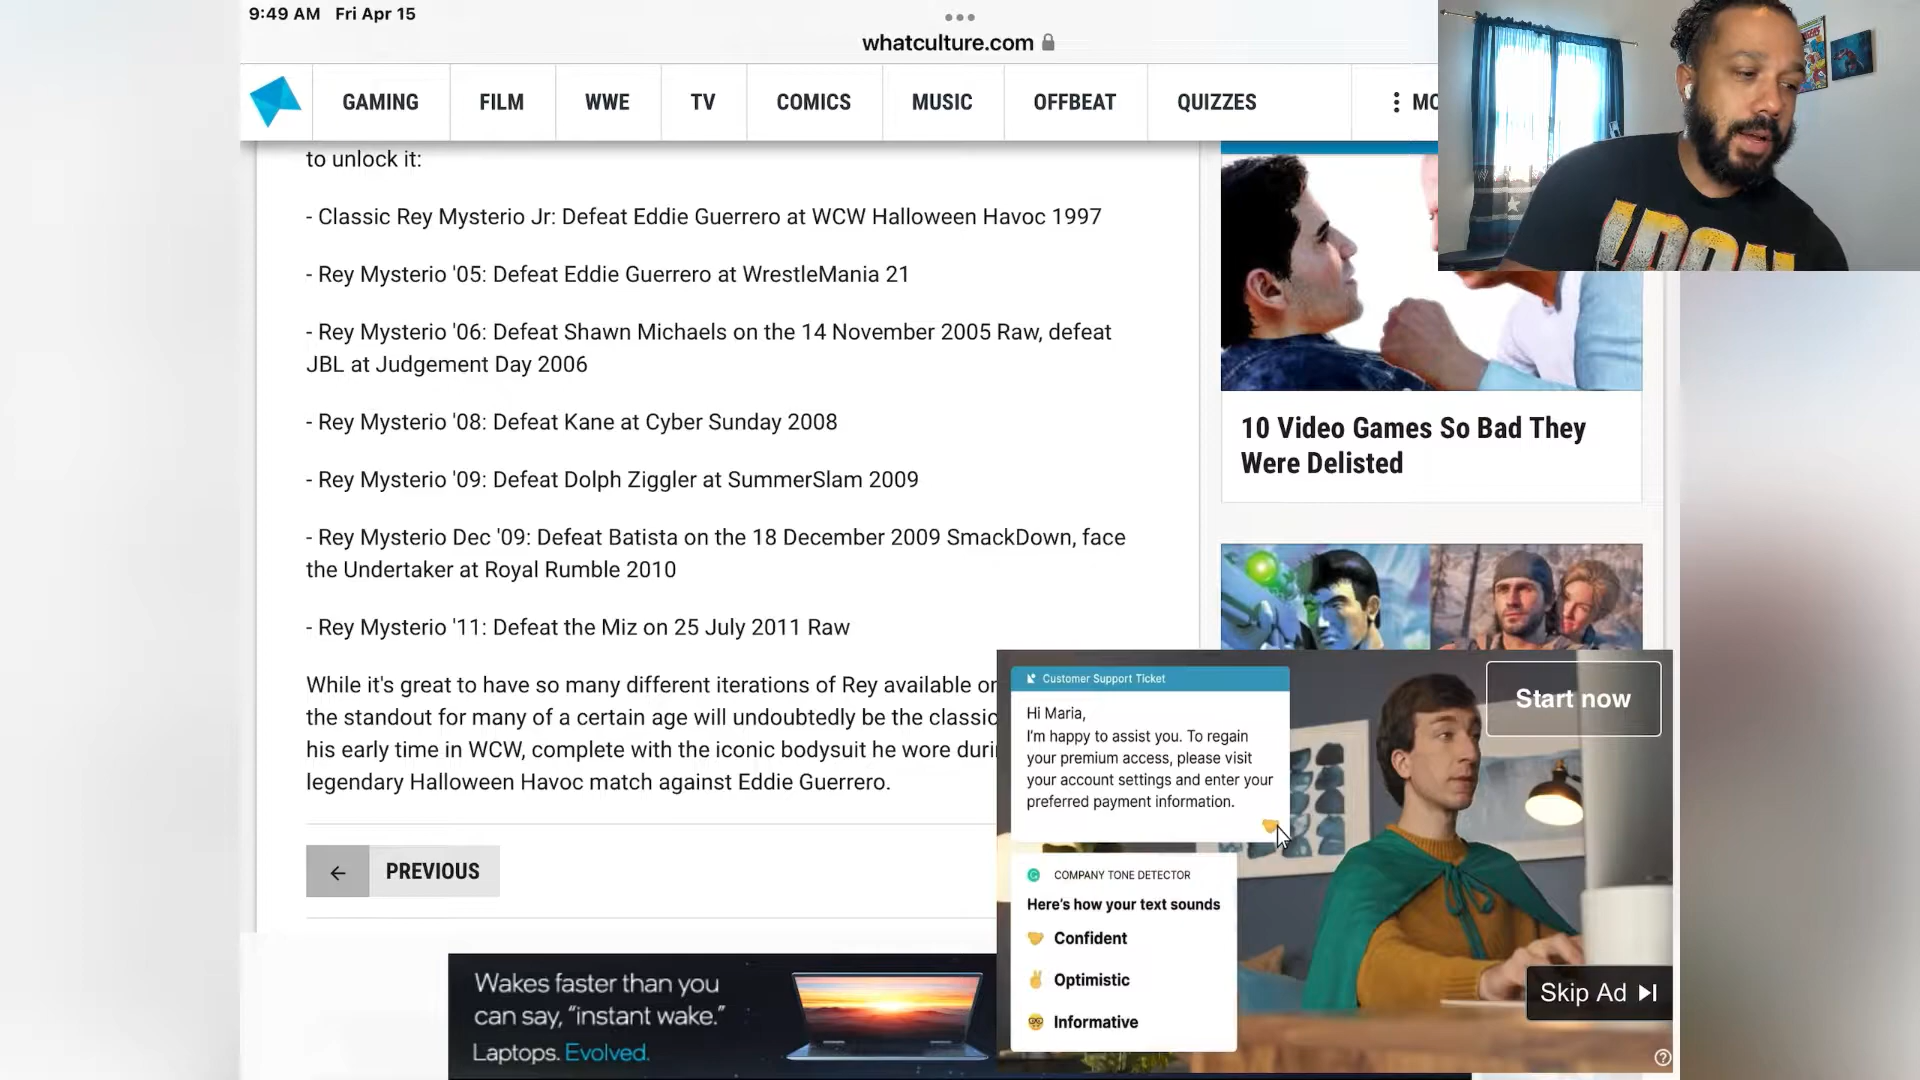 9:49 AM Fri Apr 15
whatculture.com
GAMING FILM WWE TV COMICS MUSIC OFFBEAT QUIZZES
to unlock it:
- Classic Rey Mysterio Jr: Defeat Eddie Guerrero at WCW Halloween Havoc 1997
- Rey Mysterio '05: Defeat Eddie Guerrero at WrestleMania 21
- Rey Mysterio '06: Defeat Shawn Michaels on the 14 November 2005 Raw, defeat
JBL at Judgement Day 2006
- Rey Mysterio '08: Defeat Kane at Cyber Sunday 2008
- Rey Mysterio '09: Defeat Dolph Ziggler at SummerSlam 2009
- Rey Mysterio Dec '09: Defeat Batista on the 18 December 2009 SmackDown, face
the Undertaker at Royal Rumble 2010
- Rey Mysterio '11: Defeat the Miz on 25 July 2011 Raw
While it's great to have so many different iterations of Rey available
the standout for many of a certain age will undoubtedly be the classic
his early time in WCW, complete with the iconic bodysuit he wore
legendary Halloween Havoc match against Eddie Guerrero.
PREVIOUS
10 Video Games So Bad They
Were Delisted
Customer Support Ticket
Hi Maria,
I'm happy to assist you. To regain
your premium access, please visit
your account settings and enter your
preferred payment information.
COMPANY TONE DETECTOR
Here's how your text sounds
Confident
Optimistic
Informative
Start now
Skip Ad
Wakes faster than you
can say, "instant wake."
Laptops. Evolved.